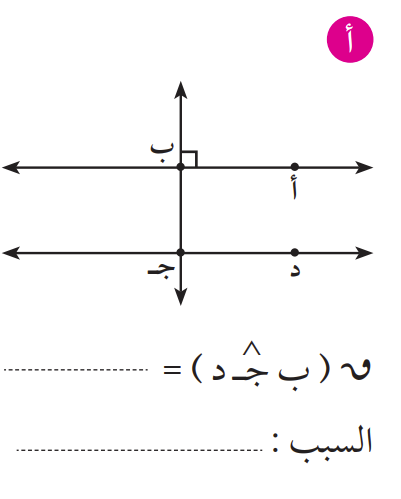 أ
ب
أ
جـ د
ق (ب جـ^ د) = ............
السبب : ............